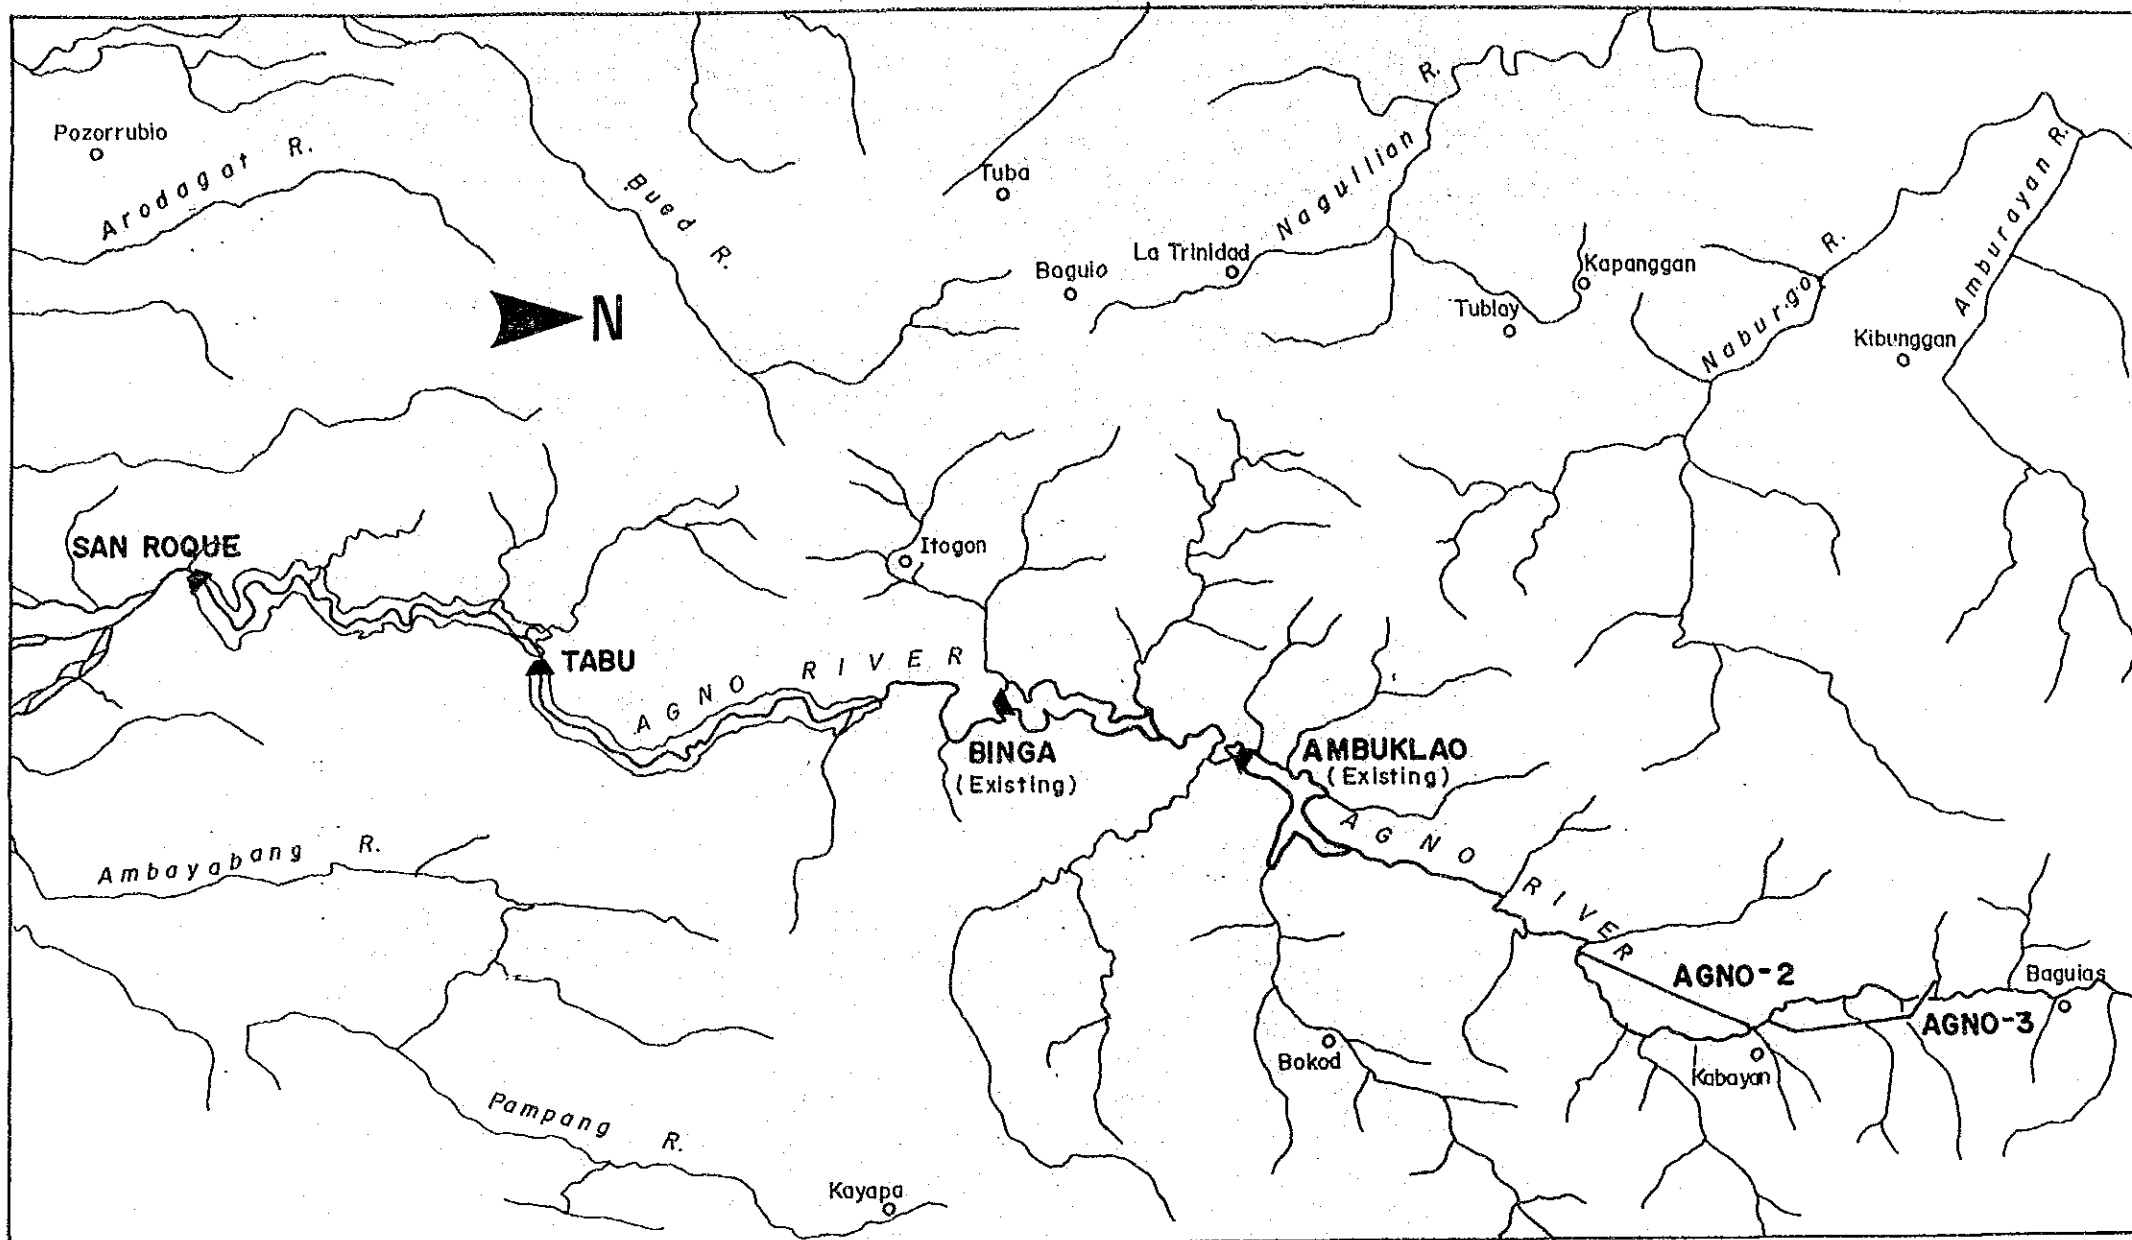 Pozorrubio
Arodagat R.
Bued R.
Tuba
Nagullian R.
La Trinidad
Baguio
Kapanggan
Tublay
Naburgo R.
Amburayan R.
Kibunggan
N
SAN ROQUE
Itogon
TABU
AGNO RIVER
BINGA
(Existing)
AMBUKLAO
(Existing)
AGNO RIVER
Ambayabang R.
AGNO-2
Baguias
AGNO-3
Bokod
Kabayan
Pampang R.
Kayapa